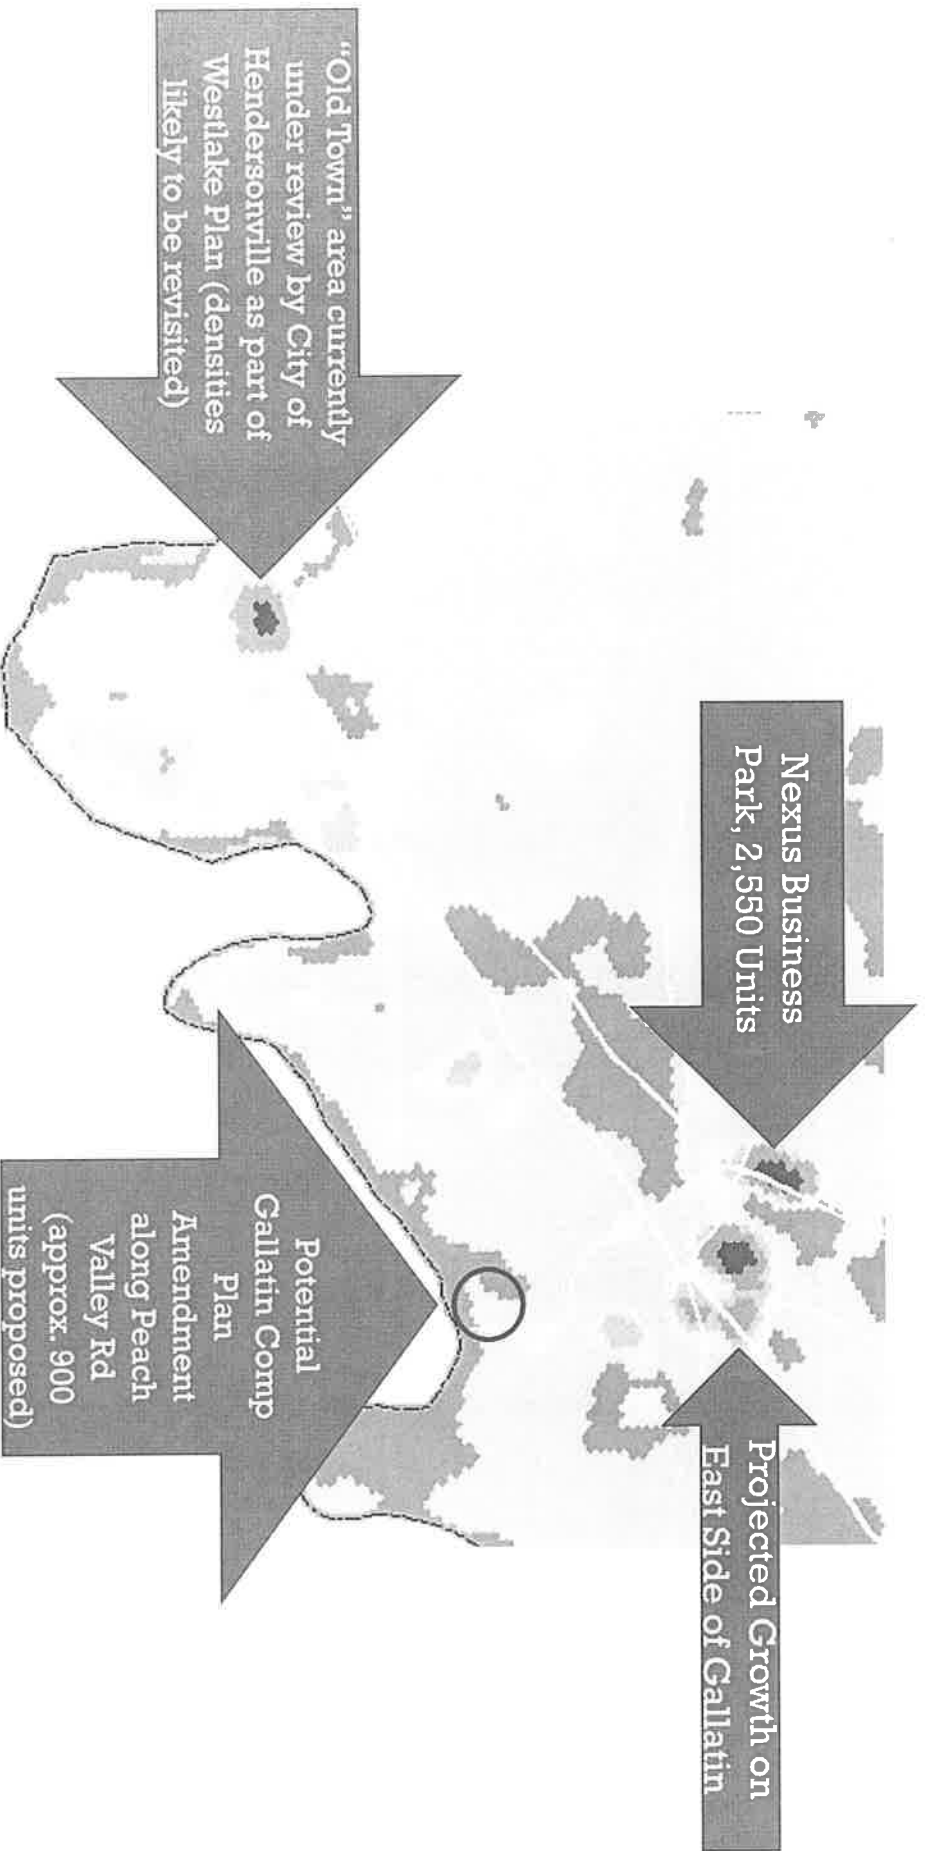 "Old Town" area currently
under review by City of
Hendersonville as part of
Westlake Plan (densities
likely to be revisited)
Nexus Business
Park, 2,550 Units
Potential
Gallatin Comp
Plan
Amendment
along Peach
Valley Rd
(approx. 900
units proposed)
Projected Growth on
East Side of Gallatin